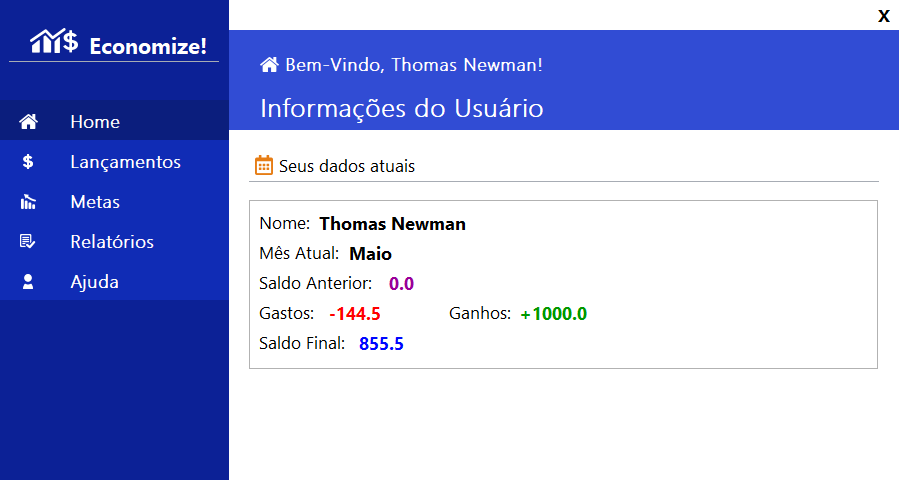 X
$ Economize!
Home
$ Lançamentos
Metas
Relatórios
Ajuda
Bem-Vindo, Thomas Newman!
Informações do Usuário
Seus dados atuais
Nome: Thomas Newman
Mês Atual: Maio
Saldo Anterior: 0.0
Gastos: -144.5 Ganhos: +1000.0
Saldo Final: 855.5